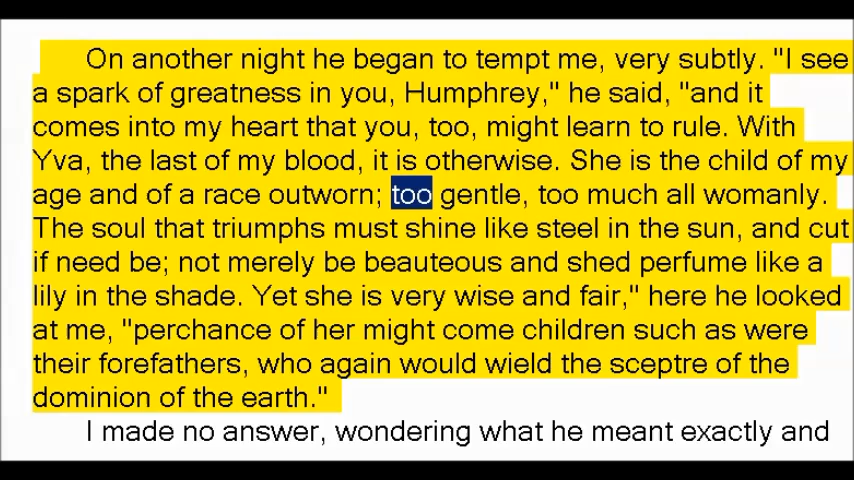 On another night he began to tempt me, very subtly. "I see
a spark of greatness in you, Humphrey," he said, "and it
comes into my heart that you, too, might learn to rule. With
Yva, the last of my blood, it is otherwise. She is the child of my
age and of a race outworn; too gentle, too much all womanly.
The soul that triumphs must shine like steel in the sun, and cut
if need be; not merely be beauteous and shed perfume like a
lily in the shade. Yet she is very wise and fair," here he looked
at me, "perchance of her might come children such as were
their forefathers, who again would wield the sceptre of the
dominion of the earth."
I made no answer, wondering what he meant exactly and